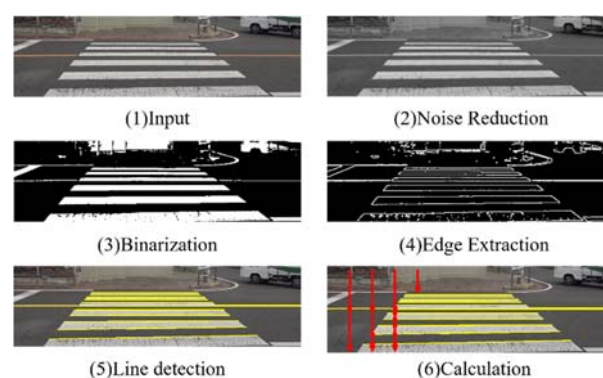 (1)Input
(2)Noise Reduction
(3)Binarization
(4)Edge Extraction
(5)Line detection
(6)Calculation